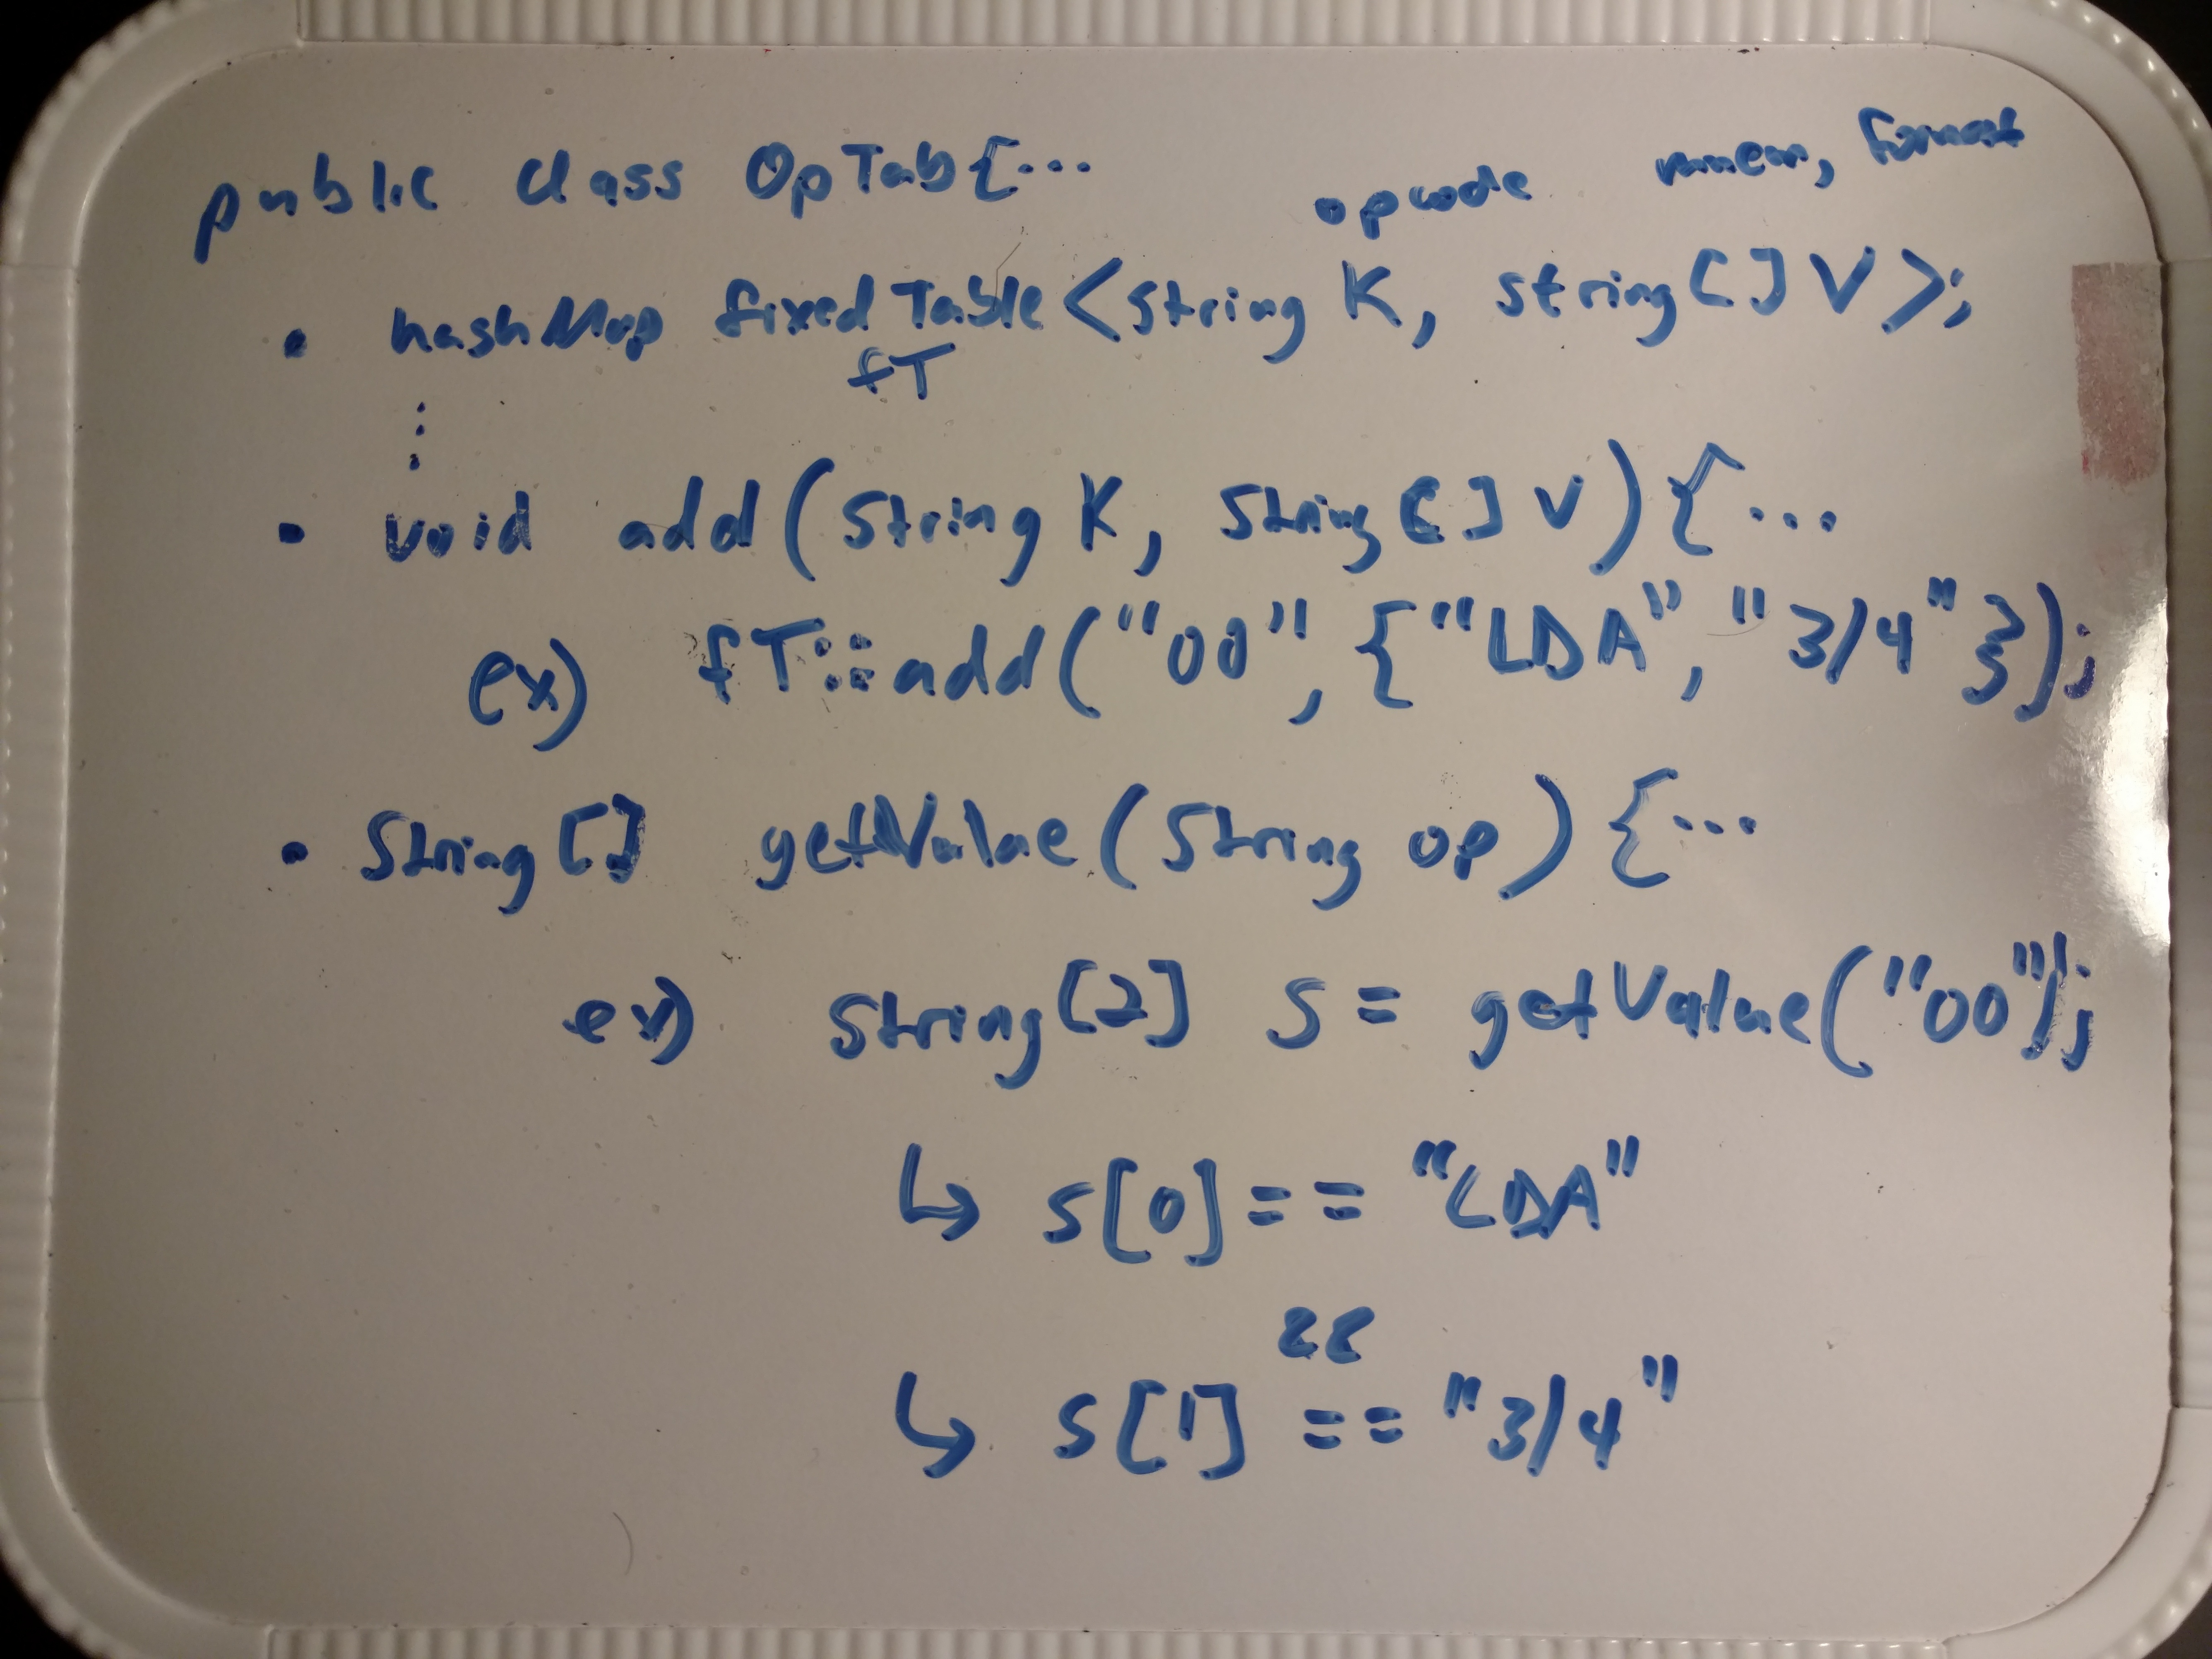 public class OpTab{...
opcode mnem, format
• hashMap fixedTable<String K, String[] V>;
fT
• void add(String K, String[] V){...
ex) fT::add("00", {"LDA", "3/4"});
• String[] getValue(String op){...
ex) String[2] S = getValue("00");
↳ S[0] == "LDA"
&&
↳ S[1] == "3/4"